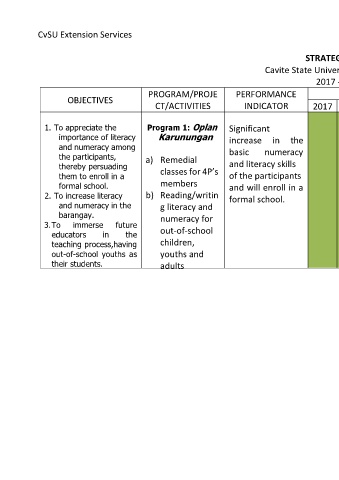 CvSU Extension Services
STRATEG
Cavite State Univer
2017 -
OBJECTIVES
PROGRAM/PROJE
CT/ACTIVITIES
PERFORMANCE
INDICATOR
2017
1. To appreciate the
importance of literacy
and numeracy among
the participants,
thereby persuading
them to enroll in a
formal school.
2. To increase literacy
and numeracy in the
barangay.
3.To immerse future
educators in the
teaching process,having
out-of-school youths as
their students.
Program 1: Oplan
Karunungan
a) Remedial
classes for 4P's
members
b) Reading/writin
g literacy and
numeracy for
out-of-school
children,
youths and
adults
Significant
increase in the
basic numeracy
and literacy skills
of the participants
and will enroll in a
formal school.